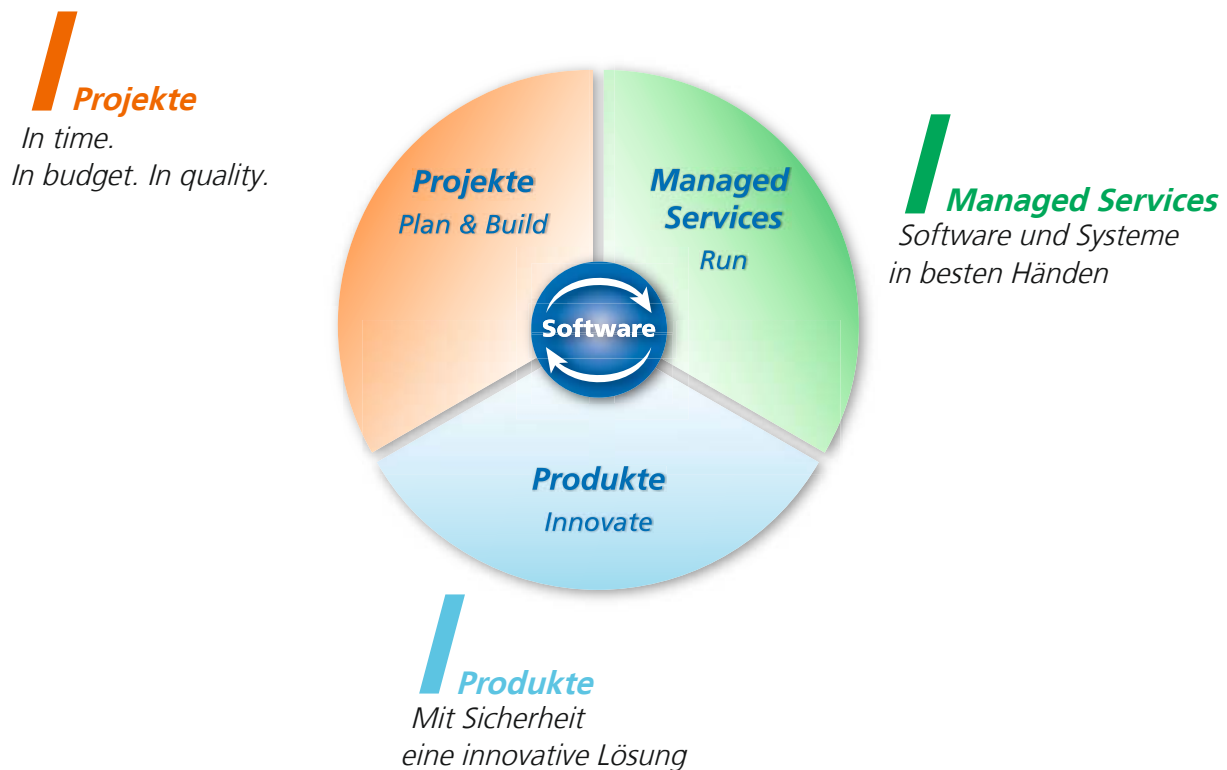 Projekte
In time.
In budget. In quality.
Projekte
Plan & Build
Managed
Services
Run
Managed Services
Software und Systeme
in besten Händen
Software
Produkte
Innovate
Produkte
Mit Sicherheit
eine innovative Lösung